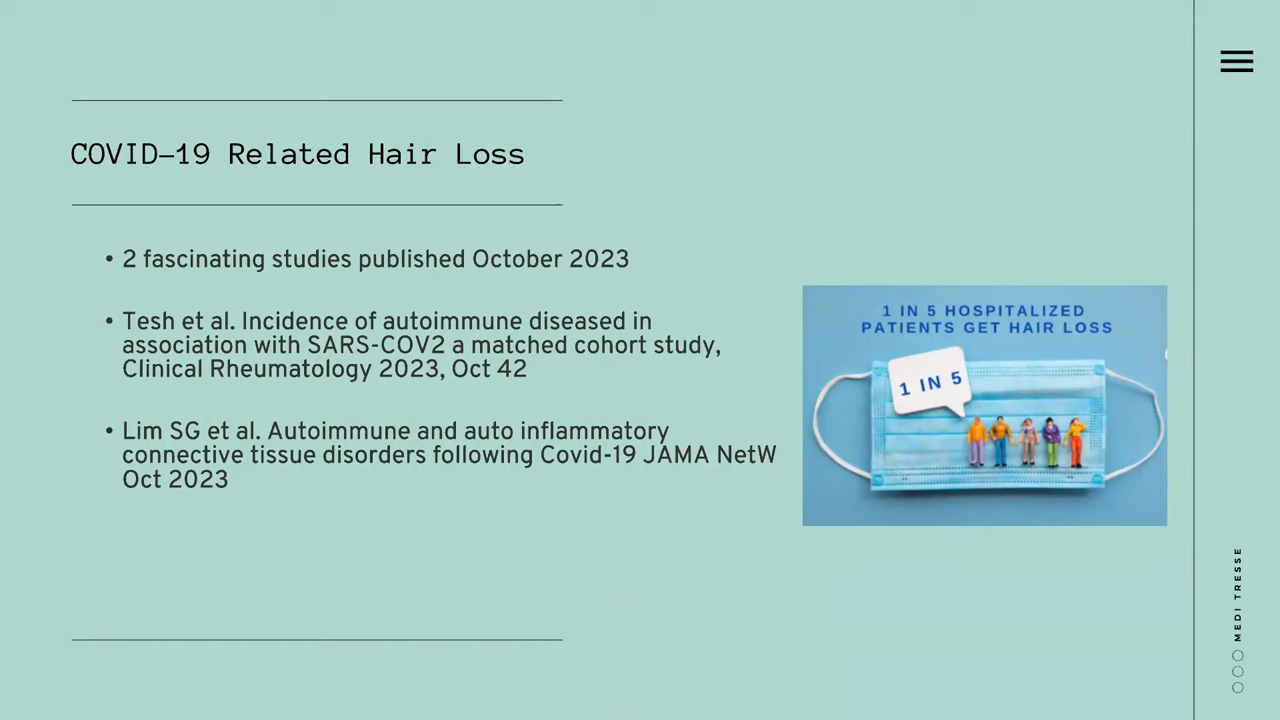 COVID-19 Related Hair Loss
• 2 fascinating studies published October 2023
• Tesh et al. Incidence of autoimmune diseased in
association with SARS-COV2 a matched cohort study,
Clinical Rheumatology 2023, Oct 42
• Lim SG et al. Autoimmune and auto inflammatory
connective tissue disorders following Covid-19 JAMA NetW
Oct 2023
1 IN 5 HOSPITALIZED
PATIENTS GET HAIR LOSS
1 IN 5
MEDI TRESSE